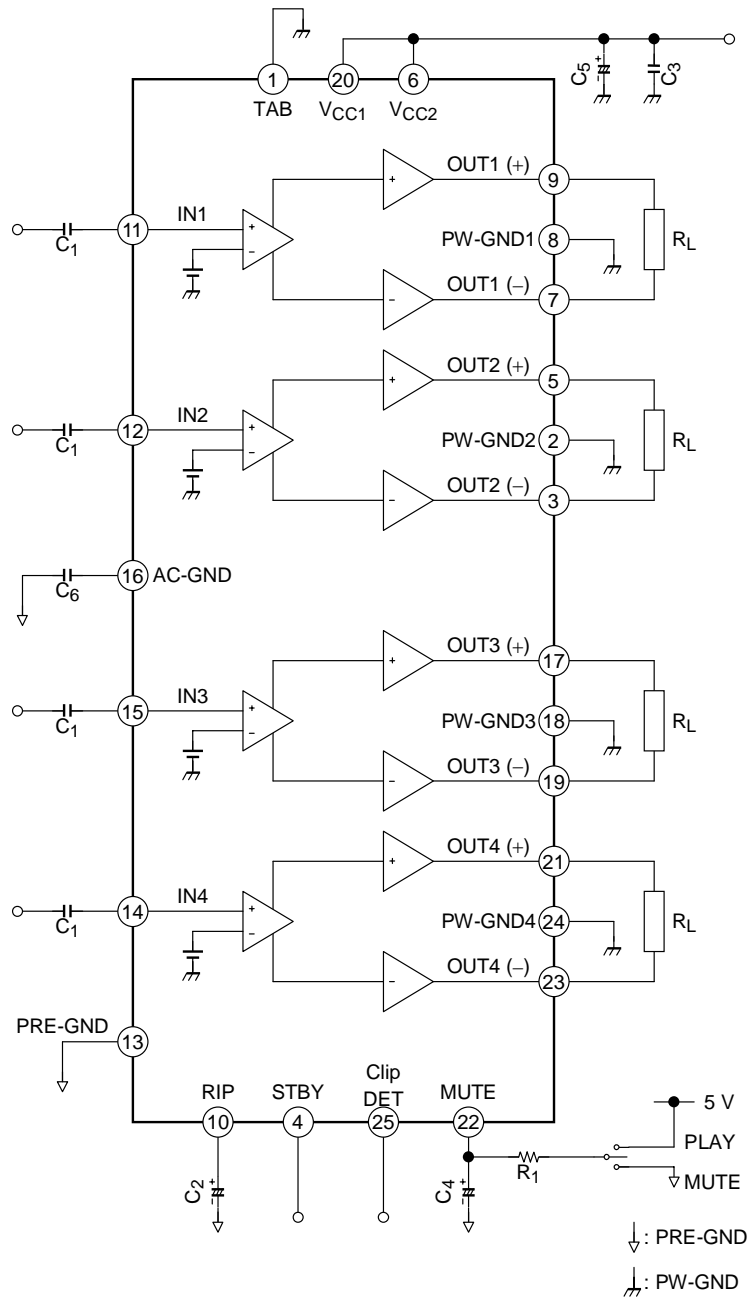 1 20 6
TAB VCC1 VCC2
C5 + - C3
OUT1 (+) 9
IN1 11 C1
PW-GND1 8 RL
OUT1 (−) 7
OUT2 (+) 5
IN2 12 C1
PW-GND2 2 RL
OUT2 (−) 3
16 AC-GND
C6
OUT3 (+) 17
IN3 15 C1
PW-GND3 18 RL
OUT3 (−) 19
OUT4 (+) 21
IN4 14 C1
PW-GND4 24 RL
OUT4 (−) 23
PRE-GND 13
RIP STBY Clip DET MUTE
10 4 25 22
5 V
PLAY
R1
MUTE
C2 + - C4 + -
: PRE-GND
: PW-GND